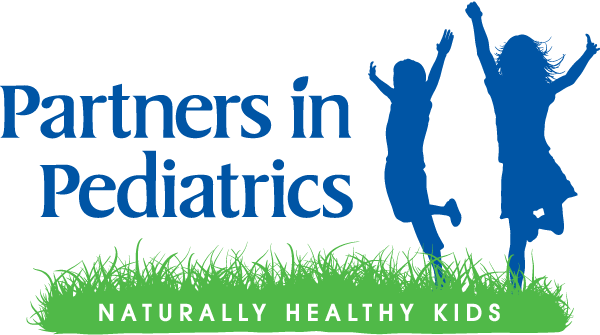 Partners in
Pediatrics
NATURALLY HEALTHY KIDS